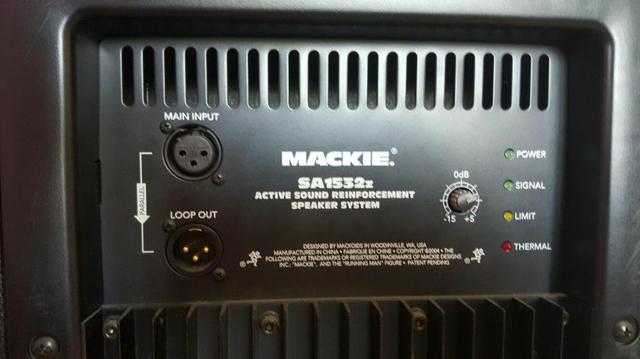 MAIN INPUT
PARALLEL
LOOP OUT
MACKIE.
SA1532z
ACTIVE SOUND REINFORCEMENT
SPEAKER SYSTEM
0dB
-15 +5
POWER
SIGNAL
LIMIT
THERMAL
DESIGNED BY MACKOIDS IN WOODINVILLE, WA, USA
MANUFACTURED IN CHINA • FABRIQUE EN CHINE • COPYRIGHT ©2004 • THE
FOLLOWING ARE TRADEMARKS OR REGISTERED TRADEMARKS OF MACKIE DESIGNS
INC.: "MACKIE", AND THE "RUNNING MAN" FIGURE • PATENT PENDING